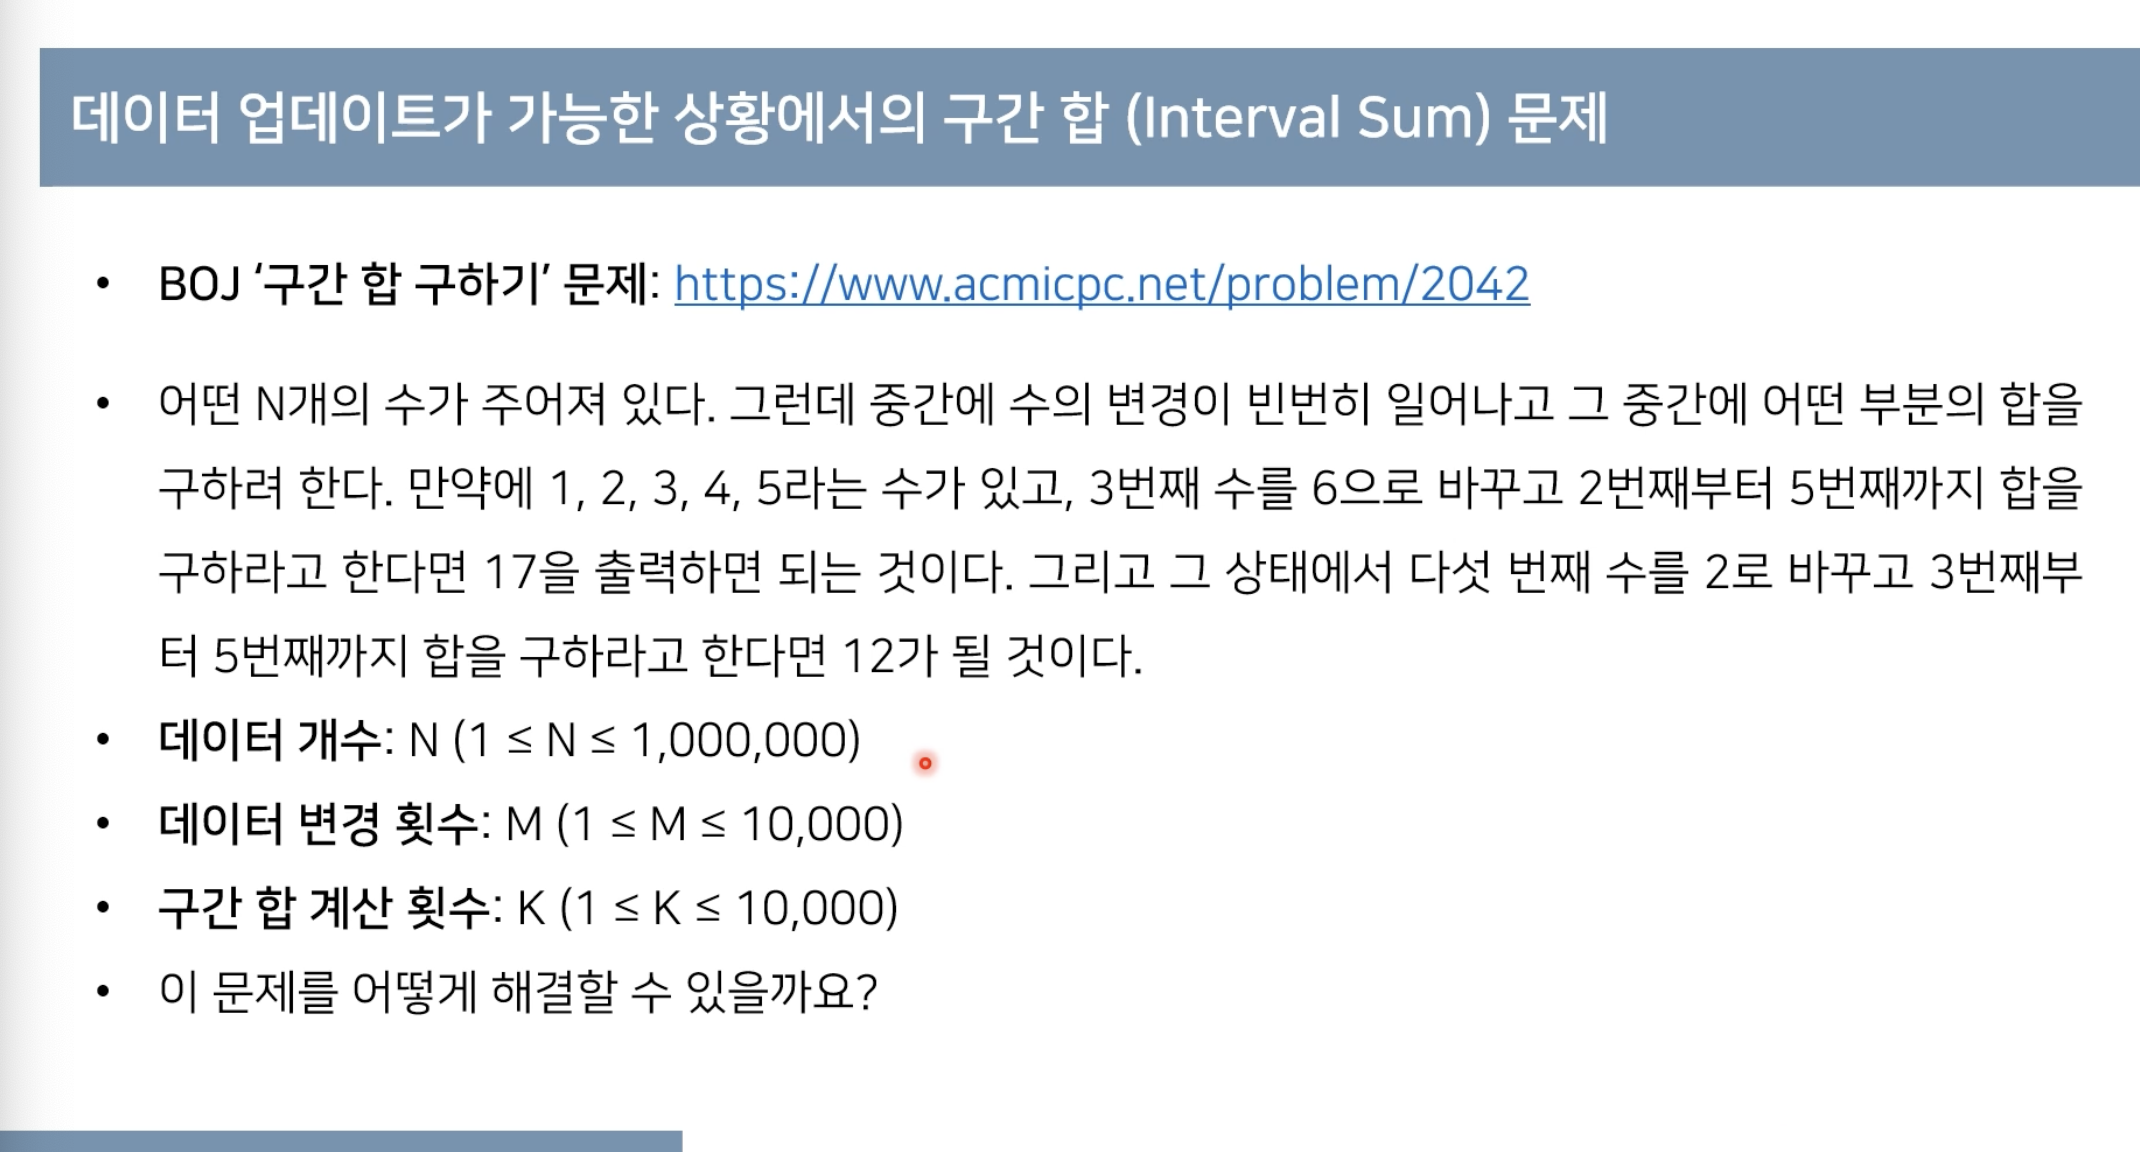 데이터 업데이트가 가능한 상황에서의 구간 합 (Interval Sum) 문제
• BOJ ‘구간 합 구하기’ 문제: https://www.acmicpc.net/problem/2042
• 어떤 N개의 수가 주어져 있다. 그런데 중간에 수의 변경이 빈번히 일어나고 그 중간에 어떤 부분의 합을
구하려 한다. 만약에 1, 2, 3, 4, 5라는 수가 있고, 3번째 수를 6으로 바꾸고 2번째부터 5번째까지 합을
구하라고 한다면 17을 출력하면 되는 것이다. 그리고 그 상태에서 다섯 번째 수를 2로 바꾸고 3번째부
터 5번째까지 합을 구하라고 한다면 12가 될 것이다.
• 데이터 개수: N (1 ≤ N ≤ 1,000,000)
• 데이터 변경 횟수: M (1 ≤ M ≤ 10,000)
• 구간 합 계산 횟수: K (1 ≤ K ≤ 10,000)
• 이 문제를 어떻게 해결할 수 있을까요?